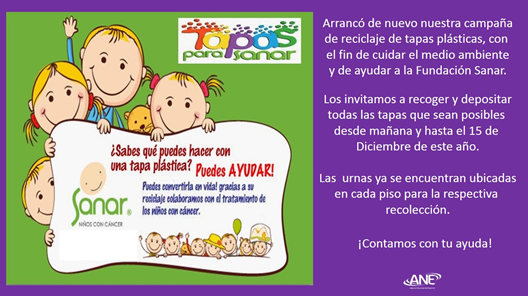 Tapas
para sanar
¿Sabes qué puedes hacer con
una tapa plástica? Puedes AYUDAR!
Puedes convertirla en vida! gracias a su
reciclaje colaboramos con el tratamiento de
los niños con cáncer.
Sanar®
NIÑOS CON CÁNCER
Arrancó de nuevo nuestra campaña
de reciclaje de tapas plásticas, con
el fin de cuidar el medio ambiente
y de ayudar a la Fundación Sanar.
Los invitamos a recoger y depositar
todas las tapas que sean posibles
desde mañana y hasta el 15 de
Diciembre de este año.
Las urnas ya se encuentran ubicadas
en cada piso para la respectiva
recolección.
¡Contamos con tu ayuda!
ANE